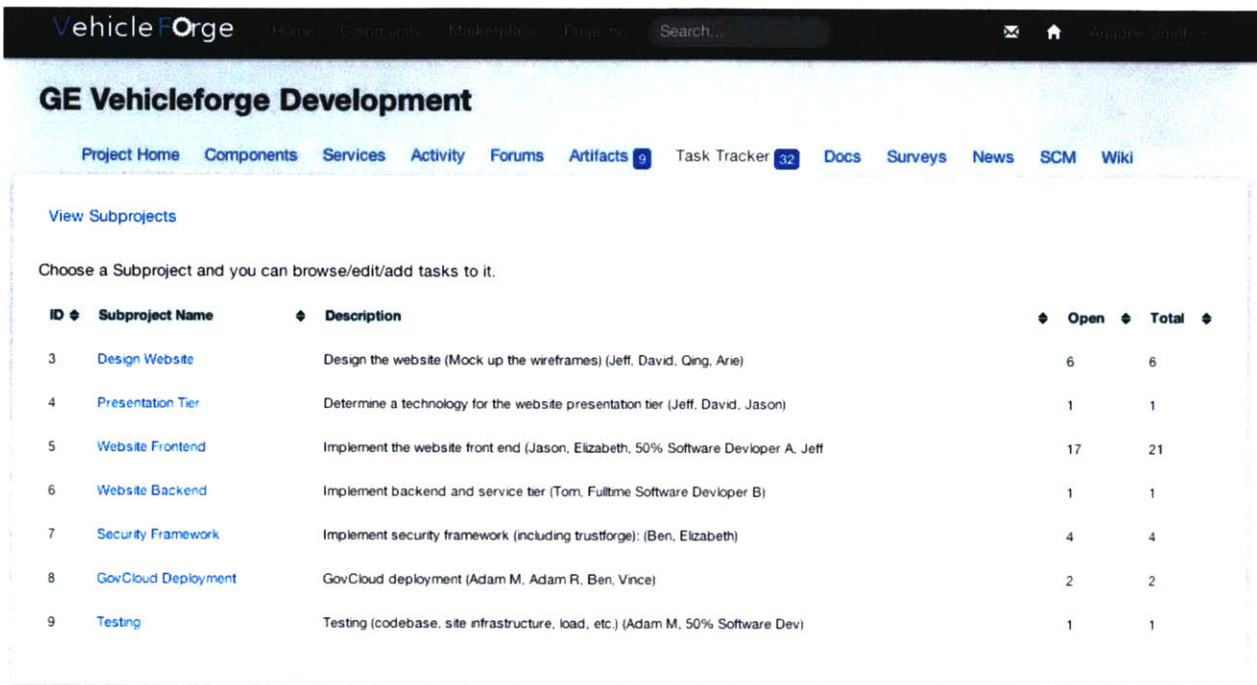 VehicleFOrge Home Community Marketplace Projects Search...
GE Vehicleforge Development
Project Home Components Services Activity Forums Artifacts 9 Task Tracker 32 Docs Surveys News SCM Wiki
View Subprojects
Choose a Subproject and you can browse/edit/add tasks to it.
ID Subproject Name Description Open Total
3 Design Website Design the website (Mock up the wireframes) (Jeff, David, Qing, Arie) 6 6
4 Presentation Tier Determine a technology for the website presentation tier (Jeff, David, Jason) 1 1
5 Website Frontend Implement the website front end (Jason, Elizabeth, 50% Software Devloper A, Jeff 17 21
6 Website Backend Implement backend and service tier (Tom, Fulltime Software Devloper B) 1 1
7 Security Framework Implement security framework (including trustforge): (Ben, Elizabeth) 4 4
8 GovCloud Deployment GovCloud deployment (Adam M, Adam R, Ben, Vince) 2 2
9 Testing Testing (codebase, site infrastructure, load, etc.) (Adam M, 50% Software Dev) 1 1